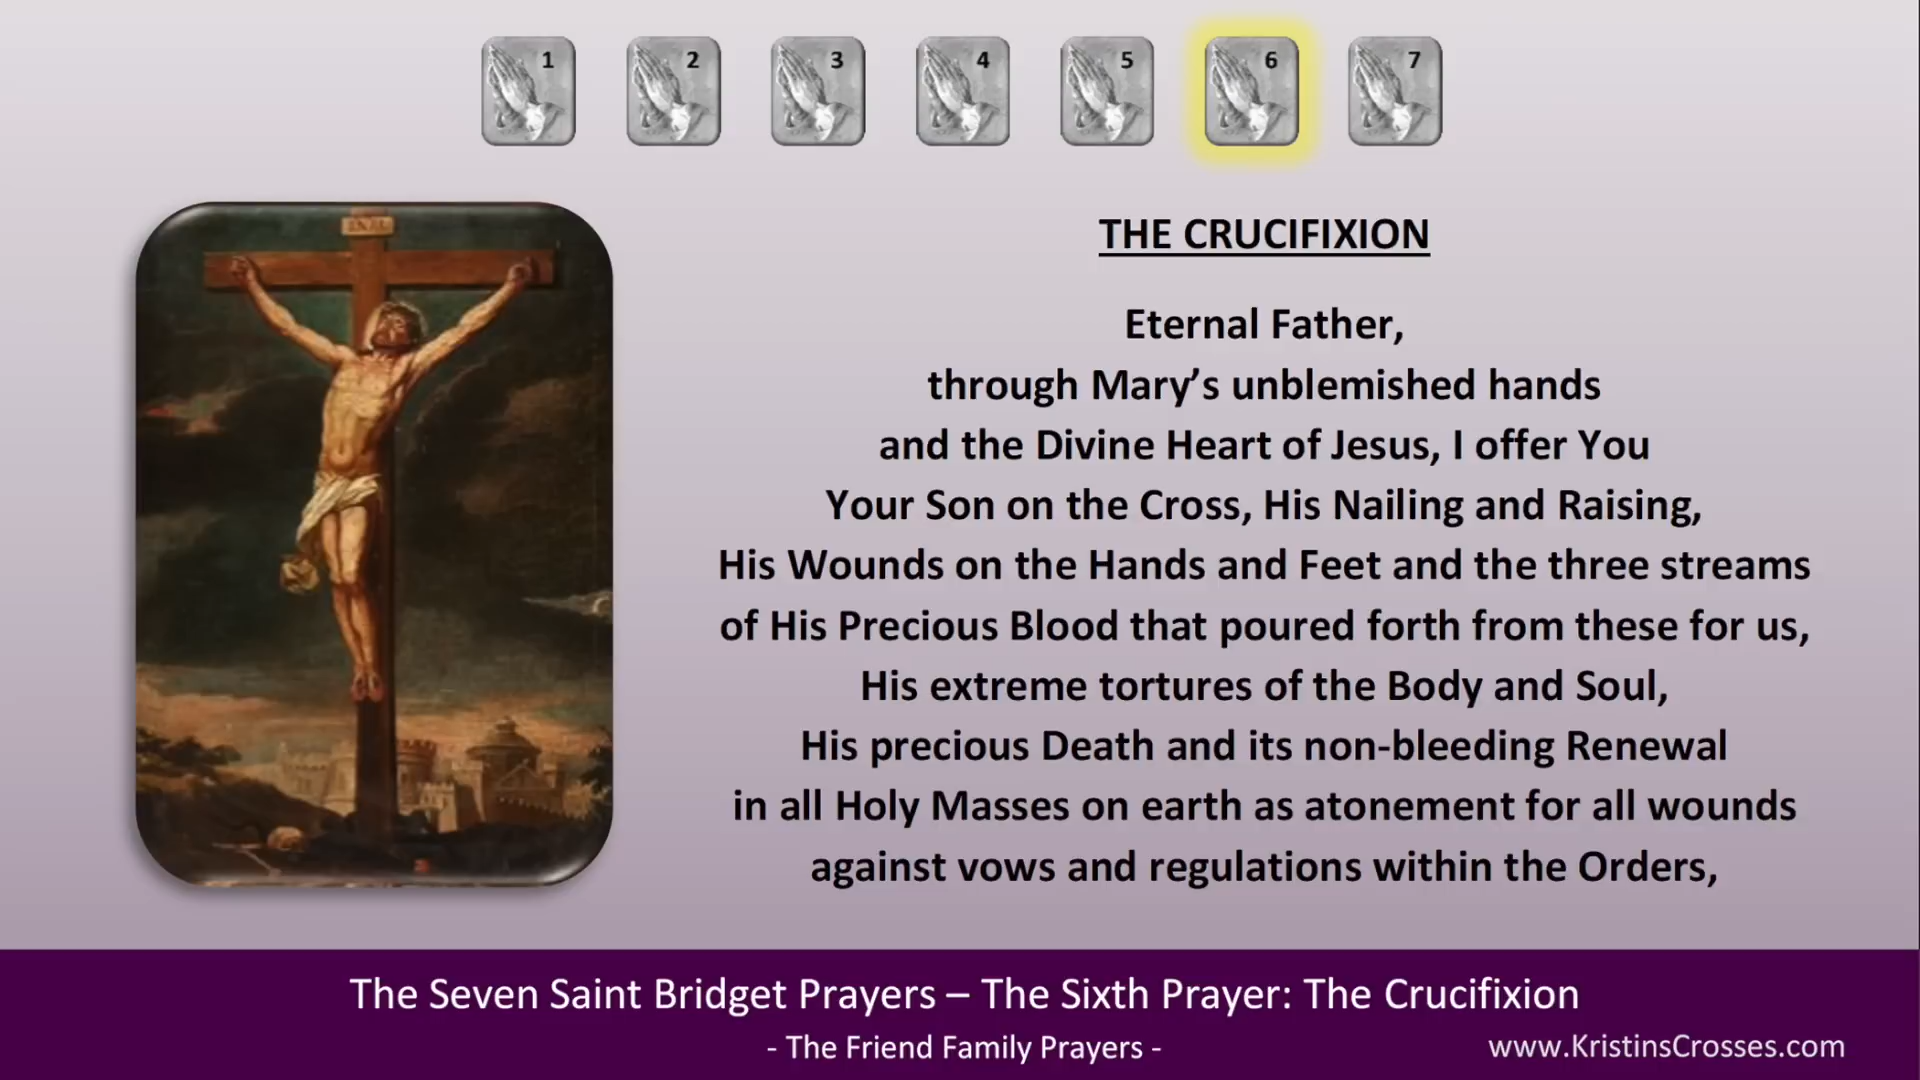 1 2 3 4 5 6 7
INRI
THE CRUCIFIXION
Eternal Father,
through Mary’s unblemished hands
and the Divine Heart of Jesus, I offer You
Your Son on the Cross, His Nailing and Raising,
His Wounds on the Hands and Feet and the three streams
of His Precious Blood that poured forth from these for us,
His extreme tortures of the Body and Soul,
His precious Death and its non-bleeding Renewal
in all Holy Masses on earth as atonement for all wounds
against vows and regulations within the Orders,
The Seven Saint Bridget Prayers – The Sixth Prayer: The Crucifixion
- The Friend Family Prayers -
www.KristinsCrosses.com